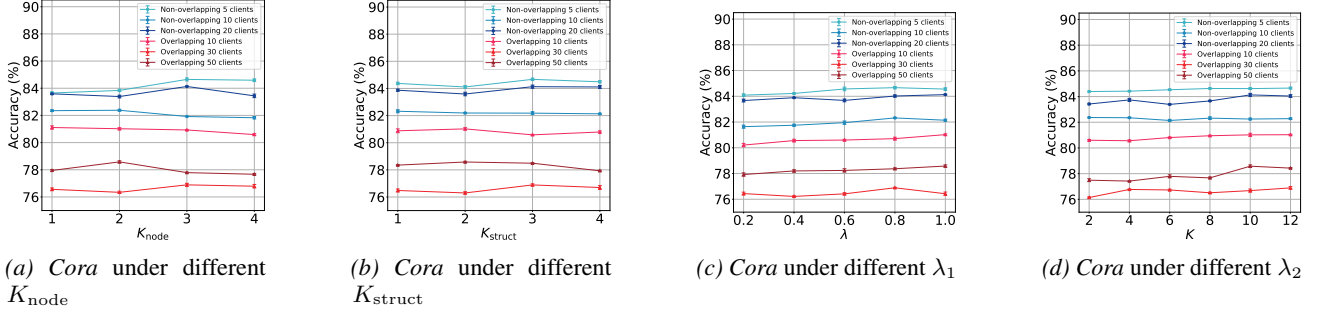 90
88
86
84
82
80
78
76
Accuracy (%)
1 2 3 4
K_node
Non-overlapping 5 clients
Non-overlapping 10 clients
Non-overlapping 20 clients
Overlapping 10 clients
Overlapping 30 clients
Overlapping 50 clients
(a) Cora under different
K_node
90
88
86
84
82
80
78
76
Accuracy (%)
1 2 3 4
K_struct
Non-overlapping 5 clients
Non-overlapping 10 clients
Non-overlapping 20 clients
Overlapping 10 clients
Overlapping 30 clients
Overlapping 50 clients
(b) Cora under different
K_struct
90
88
86
84
82
80
78
76
Accuracy (%)
0.2 0.4 0.6 0.8 1.0
λ
Non-overlapping 5 clients
Non-overlapping 10 clients
Non-overlapping 20 clients
Overlapping 10 clients
Overlapping 30 clients
Overlapping 50 clients
(c) Cora under different λ₁
90
88
86
84
82
80
78
76
Accuracy (%)
2 4 6 8 10 12
K
Non-overlapping 5 clients
Non-overlapping 10 clients
Non-overlapping 20 clients
Overlapping 10 clients
Overlapping 30 clients
Overlapping 50 clients
(d) Cora under different λ₂